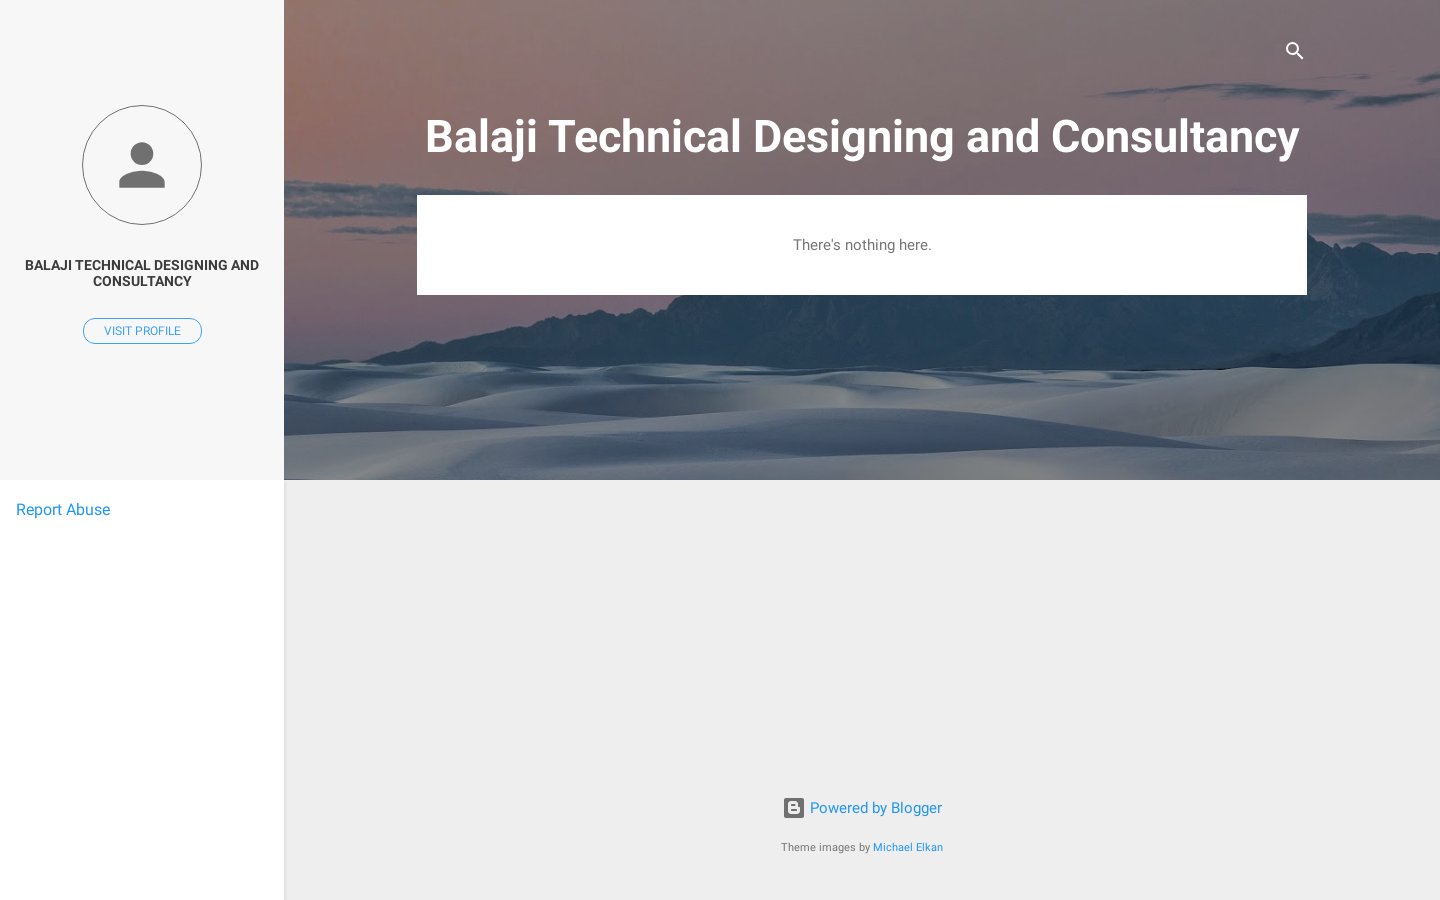 BALAJI TECHNICAL DESIGNING AND
CONSULTANCY
VISIT PROFILE
Report Abuse
Balaji Technical Designing and Consultancy
There's nothing here.
Powered by Blogger
Theme images by Michael Elkan